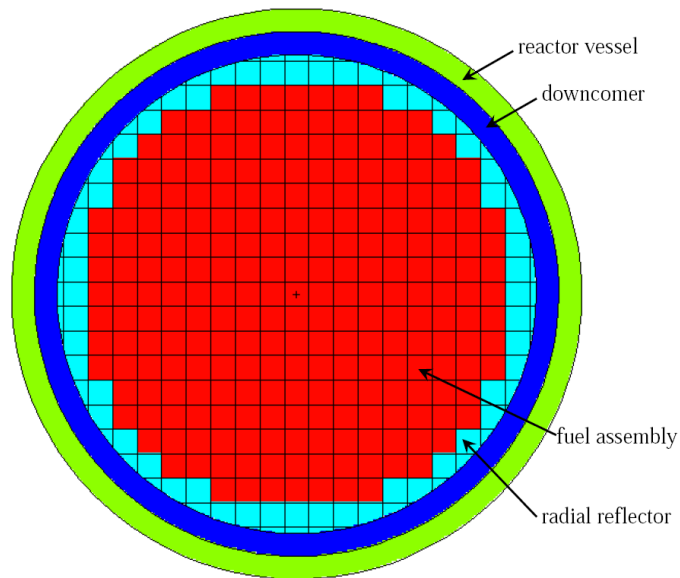 reactor vessel
downcomer
fuel assembly
radial reflector